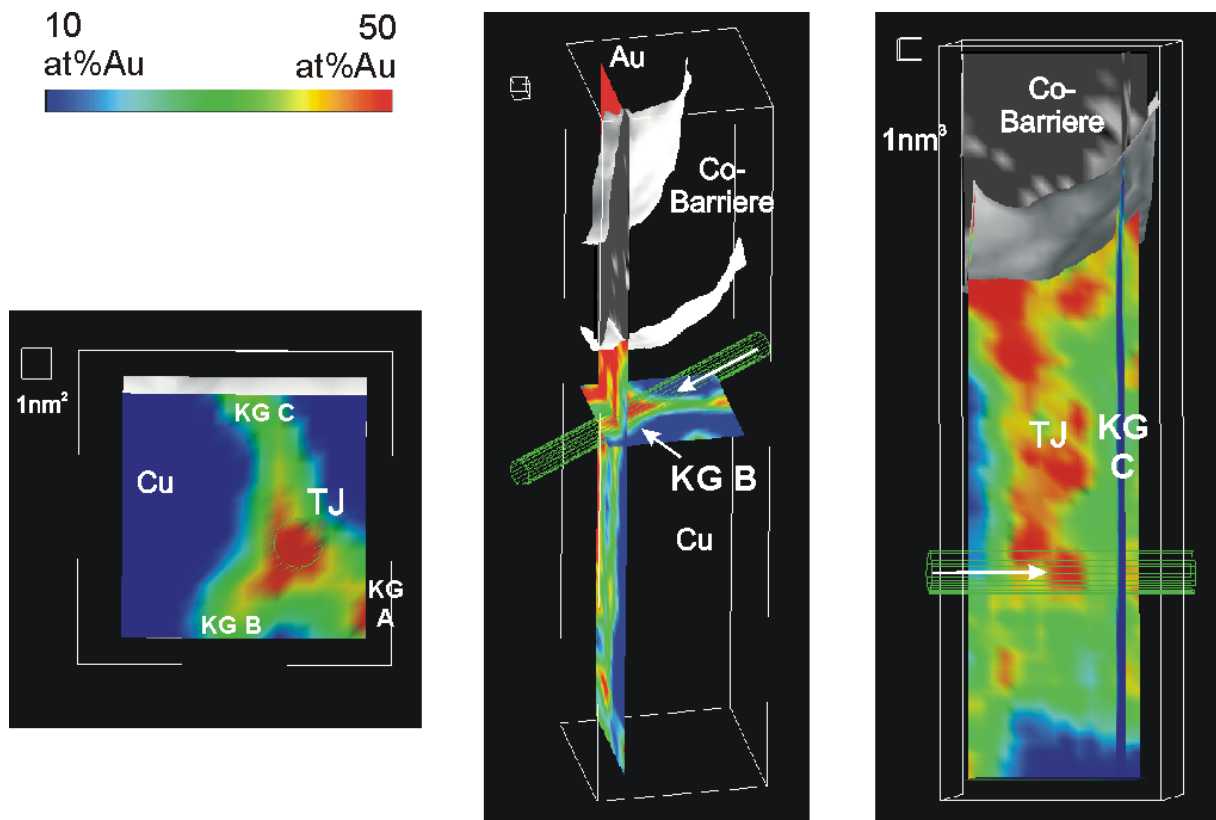 10
at%Au
50
at%Au
1nm²
KG C
Cu
TJ
KG B
KG
A
Au
Co-
Barriere
KG B
Cu
1nm³
Co-
Barriere
TJ
KG
C